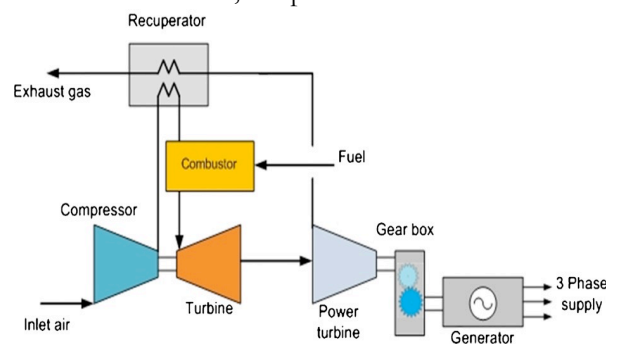 Recuperator
Exhaust gas
Combustor
Fuel
Compressor
Gear box
Turbine
Inlet air
Power
turbine
3 Phase
supply
Generator